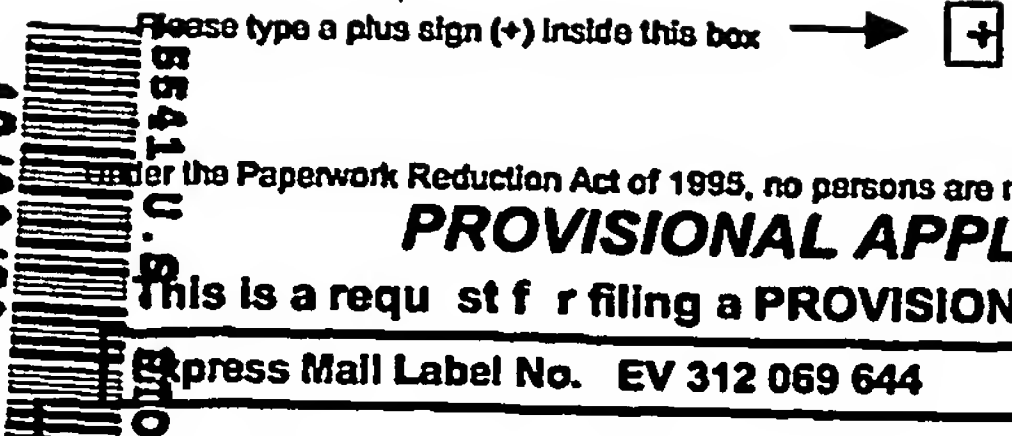 Please type a plus sign (+) inside this box
+
Under the Paperwork Reduction Act of 1995, no persons are
PROVISIONAL APPL
This is a requ st f r filing a PROVISION
Express Mail Label No. EV 312 069 644
5541 U.S.